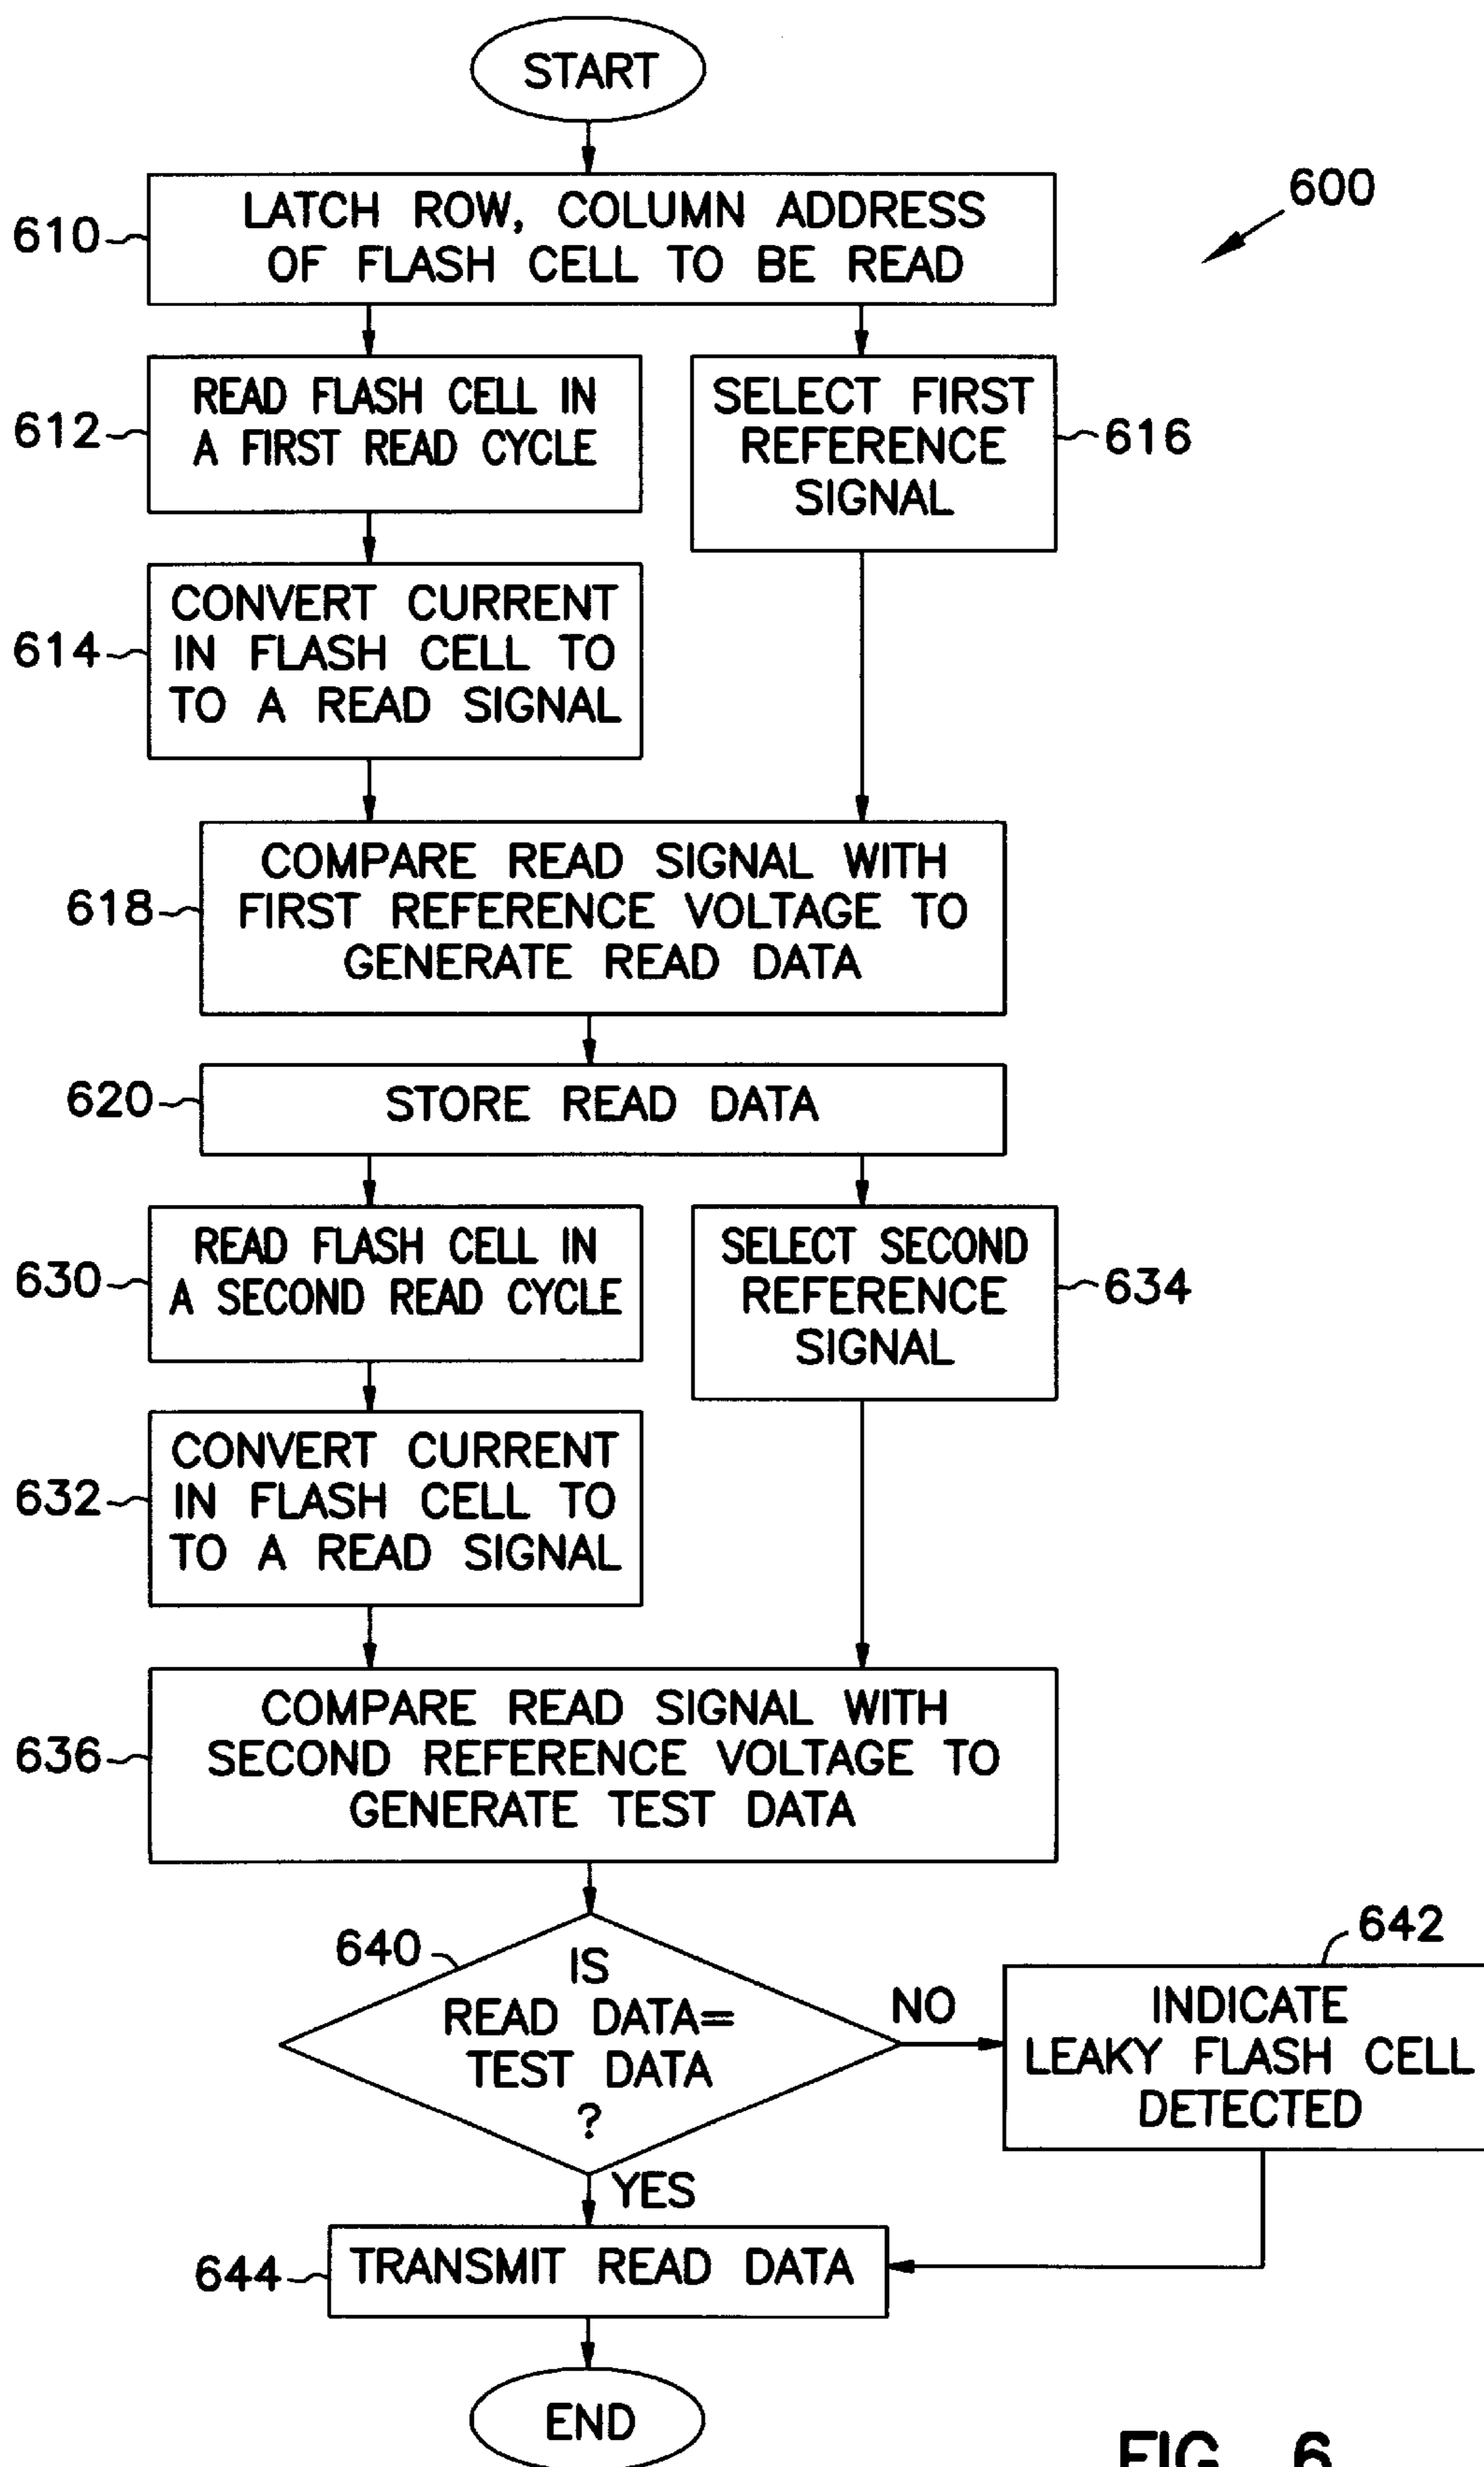 START
600
610
LATCH ROW, COLUMN ADDRESS
OF FLASH CELL TO BE READ
612
READ FLASH CELL IN
A FIRST READ CYCLE
SELECT FIRST
REFERENCE
SIGNAL
616
614
CONVERT CURRENT
IN FLASH CELL TO
TO A READ SIGNAL
618
COMPARE READ SIGNAL WITH
FIRST REFERENCE VOLTAGE TO
GENERATE READ DATA
620
STORE READ DATA
630
READ FLASH CELL IN
A SECOND READ CYCLE
SELECT SECOND
REFERENCE
SIGNAL
634
632
CONVERT CURRENT
IN FLASH CELL TO
TO A READ SIGNAL
636
COMPARE READ SIGNAL WITH
SECOND REFERENCE VOLTAGE TO
GENERATE TEST DATA
640
IS
READ DATA=
TEST DATA
?
NO
642
INDICATE
LEAKY FLASH CELL
DETECTED
YES
644
TRANSMIT READ DATA
END
FIG. 6